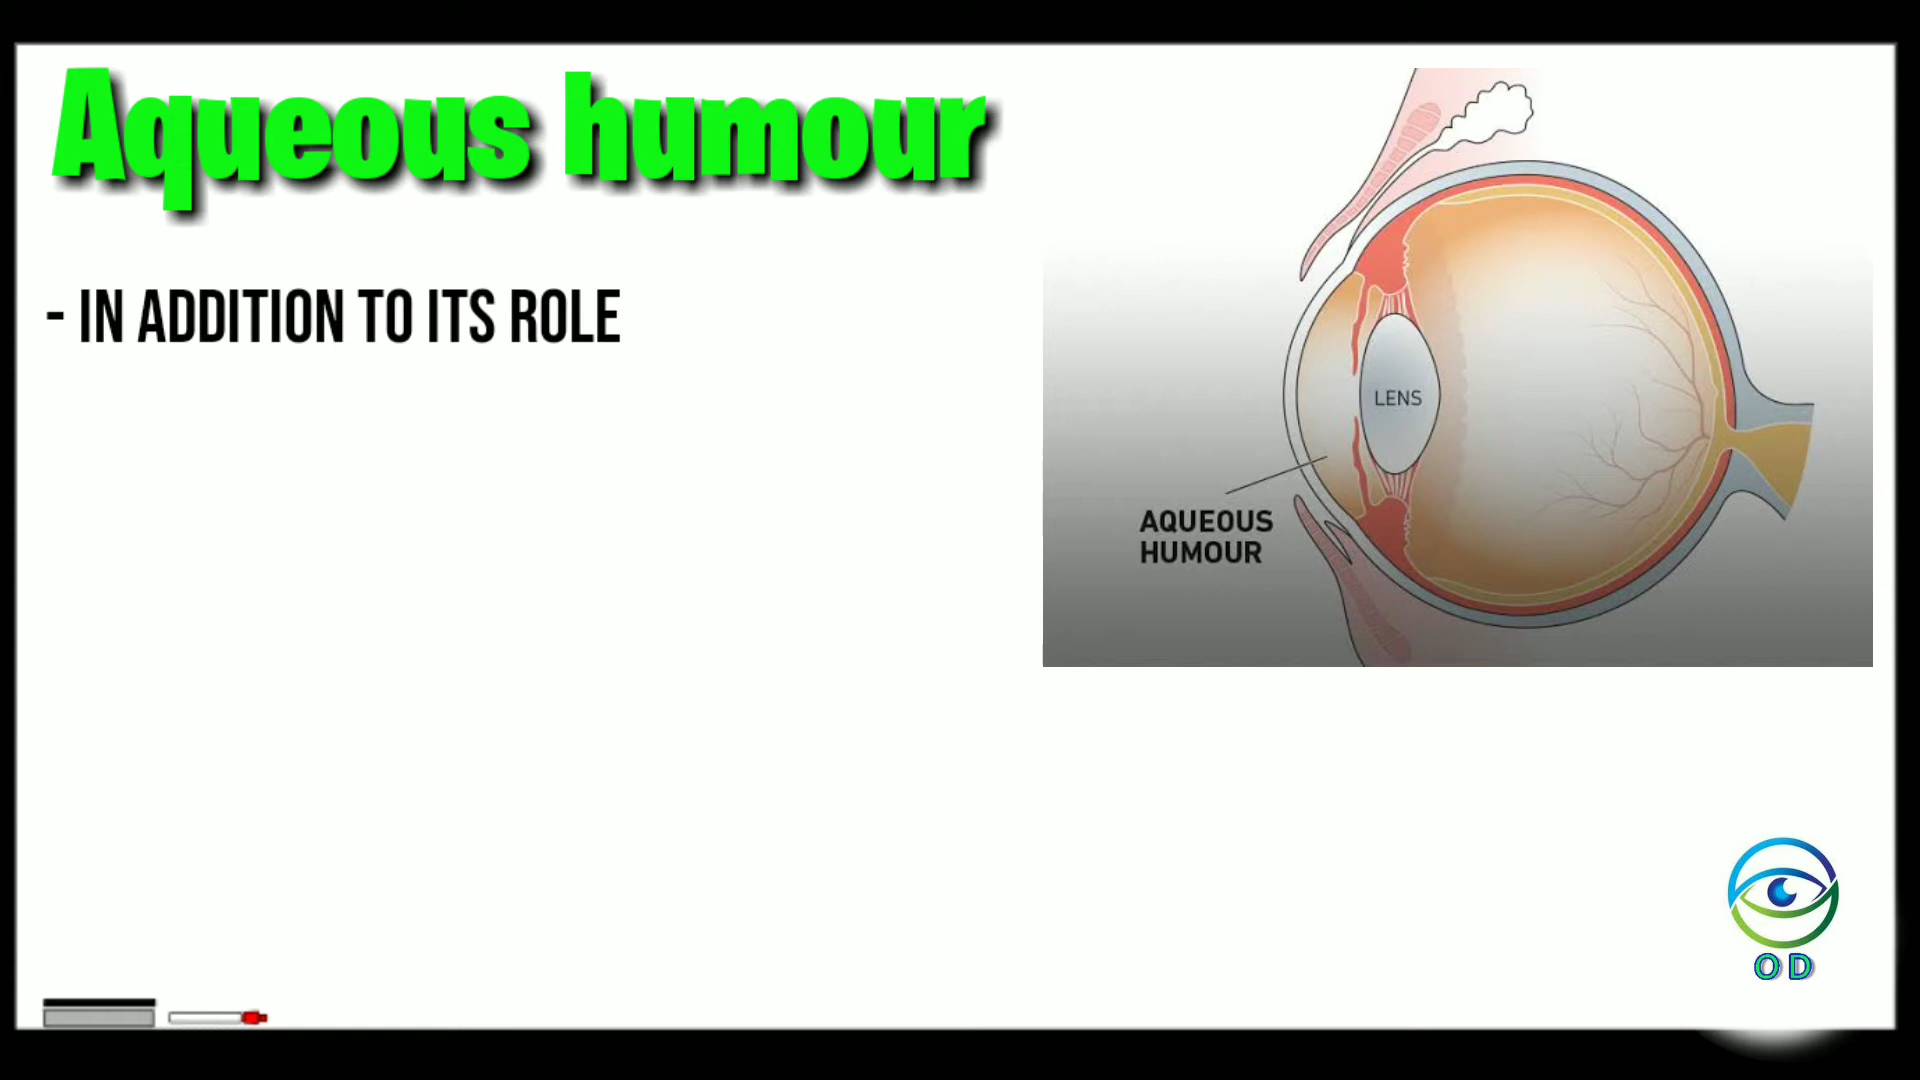 Aqueous humour
- IN ADDITION TO ITS ROLE
LENS
AQUEOUS
HUMOUR
OD